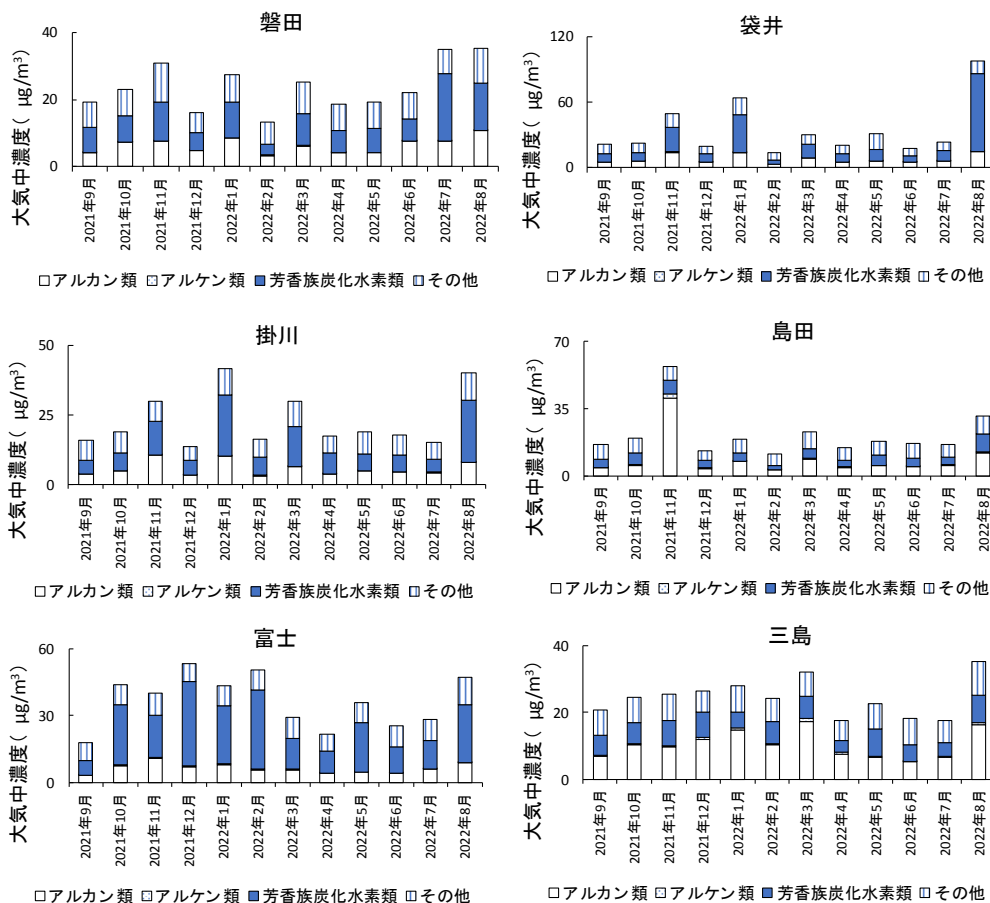 磐田
大気中濃度( μg/m³)
40
20
0
2021年9月
2021年10月
2021年11月
2021年12月
2022年1月
2022年2月
2022年3月
2022年4月
2022年5月
2022年6月
2022年7月
2022年8月
アルカン類 アルケン類 芳香族炭化水素類 その他
袋井
大気中濃度( μg/m³)
120
60
0
2021年9月
2021年10月
2021年11月
2021年12月
2022年1月
2022年2月
2022年3月
2022年4月
2022年5月
2022年6月
2022年7月
2022年8月
アルカン類 アルケン類 芳香族炭化水素類 その他
掛川
大気中濃度( μg/m³)
50
25
0
2021年9月
2021年10月
2021年11月
2021年12月
2022年1月
2022年2月
2022年3月
2022年4月
2022年5月
2022年6月
2022年7月
2022年8月
アルカン類 アルケン類 芳香族炭化水素類 その他
島田
大気中濃度( μg/m³)
70
35
0
2021年9月
2021年10月
2021年11月
2021年12月
2022年1月
2022年2月
2022年3月
2022年4月
2022年5月
2022年6月
2022年7月
2022年8月
アルカン類 アルケン類 芳香族炭化水素類 その他
富士
大気中濃度( μg/m³)
60
30
0
2021年9月
2021年10月
2021年11月
2021年12月
2022年1月
2022年2月
2022年3月
2022年4月
2022年5月
2022年6月
2022年7月
2022年8月
アルカン類 アルケン類 芳香族炭化水素類 その他
三島
大気中濃度( μg/m³)
40
20
0
2021年9月
2021年10月
2021年11月
2021年12月
2022年1月
2022年2月
2022年3月
2022年4月
2022年5月
2022年6月
2022年7月
2022年8月
アルカン類 アルケン類 芳香族炭化水素類 その他